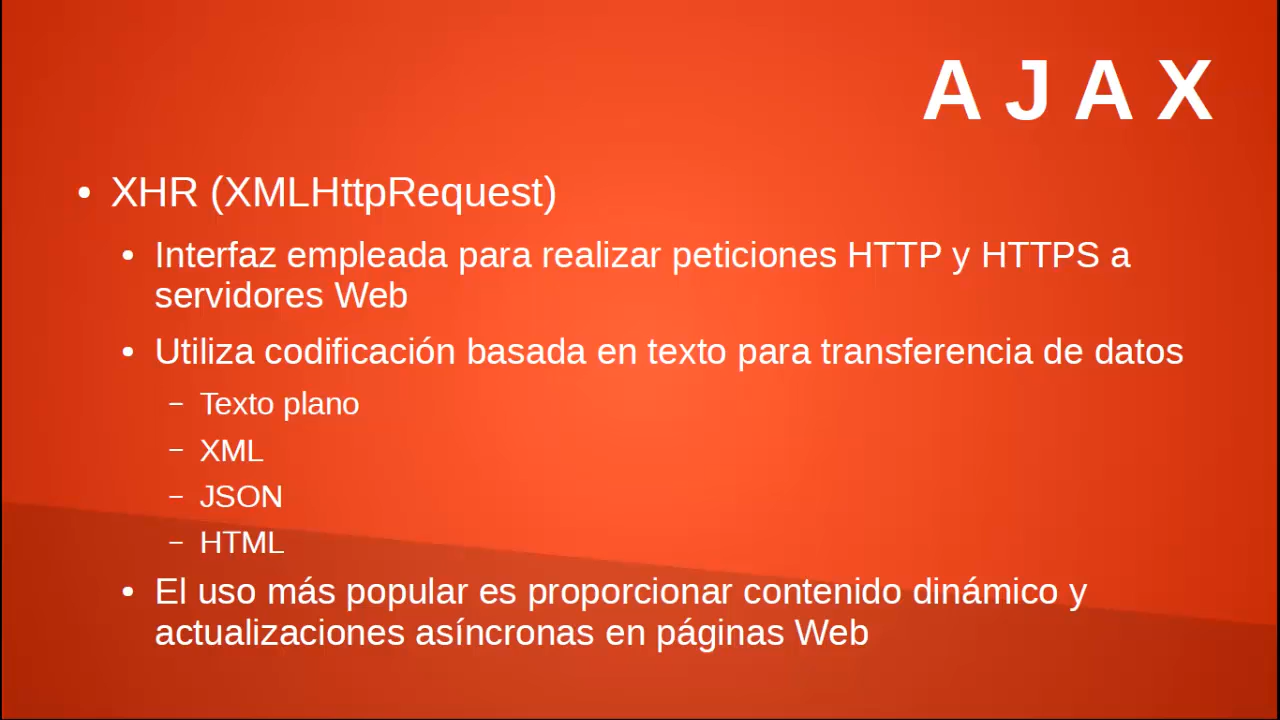 A J A X
• XHR (XMLHttpRequest)
• Interfaz empleada para realizar peticiones HTTP y HTTPS a
servidores Web
• Utiliza codificación basada en texto para transferencia de datos
– Texto plano
– XML
– JSON
– HTML
• El uso más popular es proporcionar contenido dinámico y
actualizaciones asíncronas en páginas Web